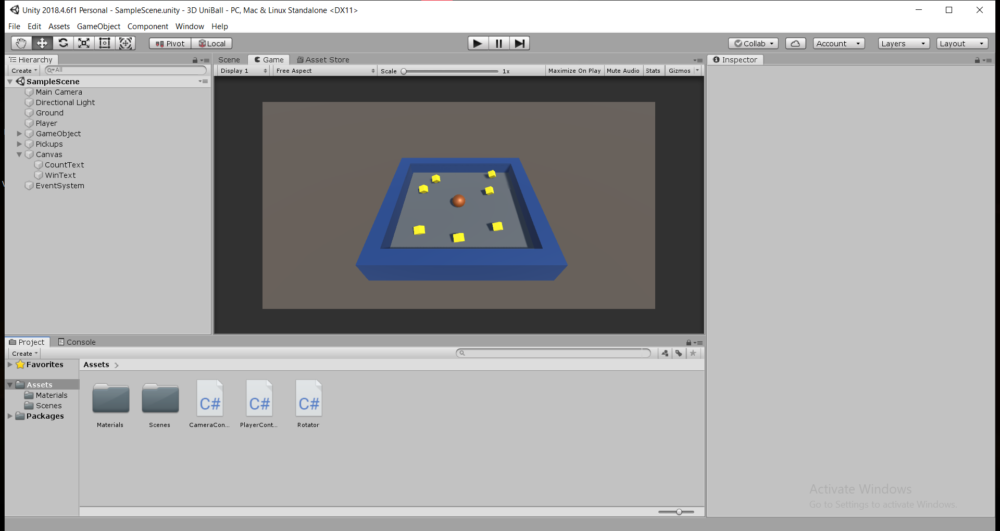 Unity 2018.4.6f1 Personal - SampleScene.unity - 3D UniBall - PC, Mac & Linux Standalone <DX11>
File Edit Assets GameObject Component Window Help
Pivot Local Collab Account Layers Layout
Hierarchy
Create All
SampleScene
Main Camera
Directional Light
Ground
Player
GameObject
Pickups
Canvas
CountText
WinText
EventSystem
Scene Game Asset Store
Display 1 Free Aspect Scale 1x Maximize On Play Mute Audio Stats Gizmos
Inspector
Project Console
Create
Favorites
Assets
Materials
Scenes
Packages
Assets
C# C# C#
Materials Scenes CameraCon... PlayerCont... Rotator
Activate Windows
Go to Settings to activate Windows.